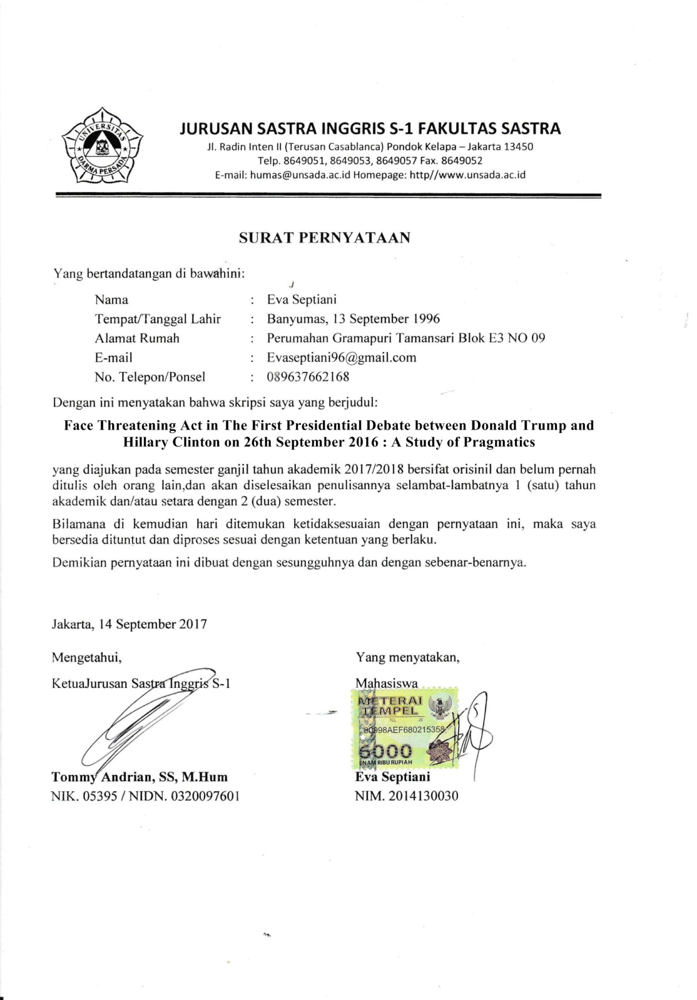 UNIVERSITAS
DARMA PERSADA
JURUSAN SASTRA INGGRIS S-1 FAKULTAS SASTRA
Jl. Radin Inten II (Terusan Casablanca) Pondok Kelapa – Jakarta 13450
Telp. 8649051, 8649053, 8649057 Fax. 8649052
E-mail: humas@unsada.ac.id Homepage: http//www.unsada.ac.id
SURAT PERNYATAAN
Yang bertandatangan di bawahini:
Nama : Eva Septiani
Tempat/Tanggal Lahir : Banyumas, 13 September 1996
Alamat Rumah : Perumahan Gramapuri Tamansari Blok E3 NO 09
E-mail : Evaseptiani96@gmail.com
No. Telepon/Ponsel : 089637662168
Dengan ini menyatakan bahwa skripsi saya yang berjudul:
Face Threatening Act in The First Presidential Debate between Donald Trump and
Hillary Clinton on 26th September 2016 : A Study of Pragmatics
yang diajukan pada semester ganjil tahun akademik 2017/2018 bersifat orisinil dan belum pernah
ditulis oleh orang lain,dan akan diselesaikan penulisannya selambat-lambatnya 1 (satu) tahun
akademik dan/atau setara dengan 2 (dua) semester.
Bilamana di kemudian hari ditemukan ketidaksesuaian dengan pernyataan ini, maka saya
bersedia dituntut dan diproses sesuai dengan ketentuan yang berlaku.
Demikian pernyataan ini dibuat dengan sesungguhnya dan dengan sebenar-benarnya.
Jakarta, 14 September 2017
Mengetahui,
KetuaJurusan Sastra Inggris S-1
Tommy Andrian, SS, M.Hum
NIK. 05395 / NIDN. 0320097601
Yang menyatakan,
Mahasiswa
METERAI
TEMPEL
TGL 20
80998AEF680215358
6000
ENAM RIBU RUPIAH
Eva Septiani
NIM. 2014130030